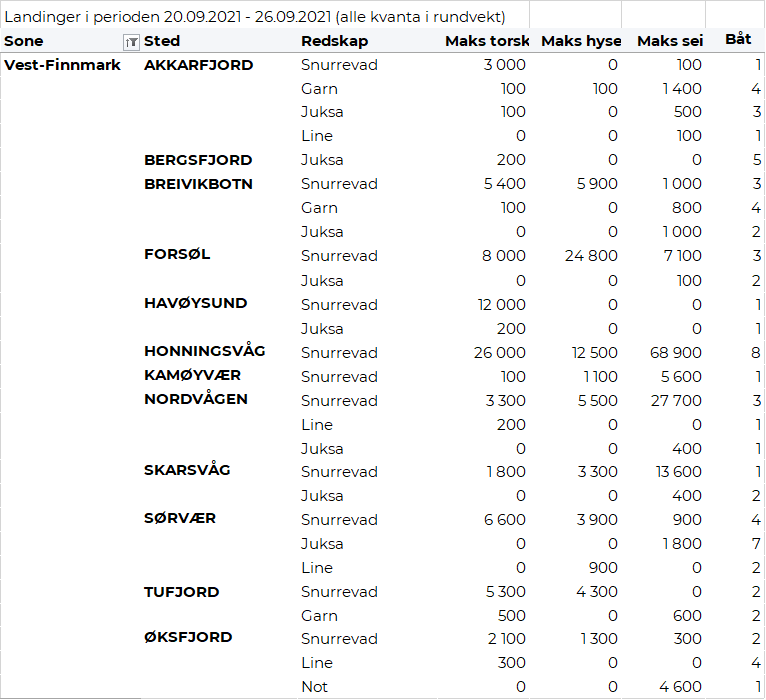 Landinger i perioden 20.09.2021 - 26.09.2021 (alle kvanta i rundvekt)
Sone Sted Redskap Maks torsk Maks hyse Maks sei Båt
Vest-Finnmark AKKARFJORD Snurrevad 3 000 0 100 1
Garn 100 100 1 400 4
Juksa 100 0 500 3
Line 0 0 100 1
BERGSFJORD Juksa 200 0 0 5
BREIVIKBOTN Snurrevad 5 400 5 900 1 000 3
Garn 100 0 800 4
Juksa 0 0 1 000 2
FORSØL Snurrevad 8 000 24 800 7 100 3
Juksa 0 0 100 2
HAVØYSUND Snurrevad 12 000 0 0 1
Juksa 200 0 0 1
HONNINGSVÅG Snurrevad 26 000 12 500 68 900 8
KAMØYVÆR Snurrevad 100 1 100 5 600 1
NORDVÅGEN Snurrevad 3 300 5 500 27 700 3
Line 200 0 0 1
Juksa 0 0 400 1
SKARSVÅG Snurrevad 1 800 3 300 13 600 1
Juksa 0 0 400 2
SØRVÆR Snurrevad 6 600 3 900 900 4
Juksa 0 0 1 800 7
Line 0 900 0 2
TUFJORD Snurrevad 5 300 4 300 0 2
Garn 500 0 600 2
ØKSFJORD Snurrevad 2 100 1 300 300 2
Line 300 0 0 4
Not 0 0 4 600 1